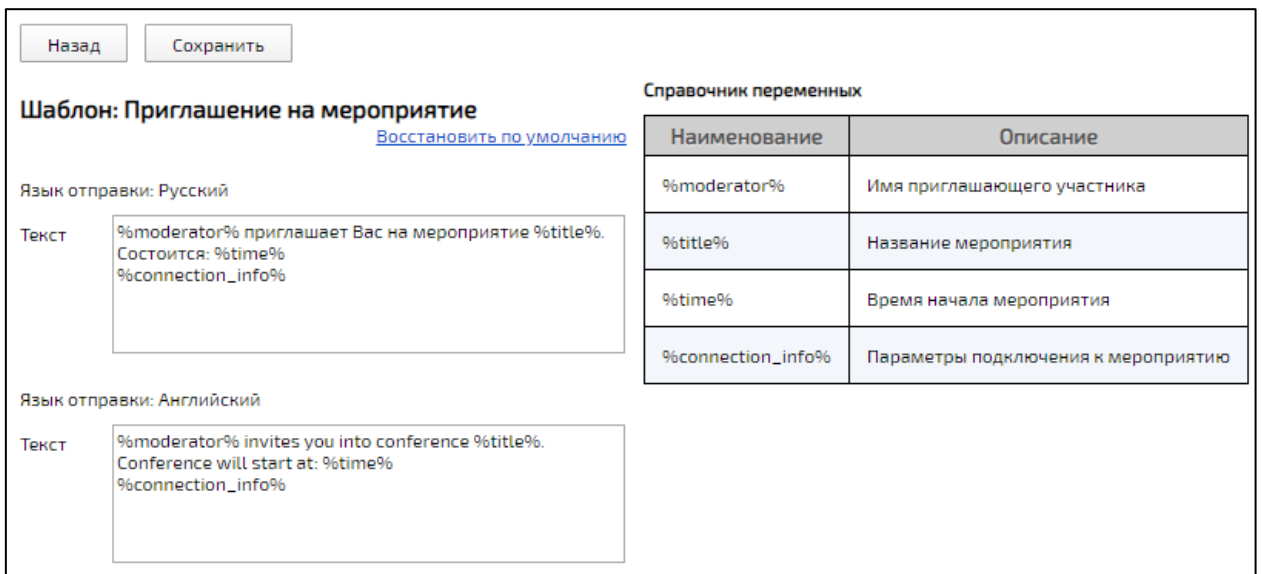 Назад Сохранить
Шаблон: Приглашение на мероприятие
Восстановить по умолчанию
Язык отправки: Русский
Текст
%moderator% приглашает Вас на мероприятие %title%.
Состоится: %time%
%connection_info%
Язык отправки: Английский
Текст
%moderator% invites you into conference %title%.
Conference will start at: %time%
%connection_info%
Справочник переменных
Наименование Описание
%moderator% Имя приглашающего участника
%title% Название мероприятия
%time% Время начала мероприятия
%connection_info% Параметры подключения к мероприятию